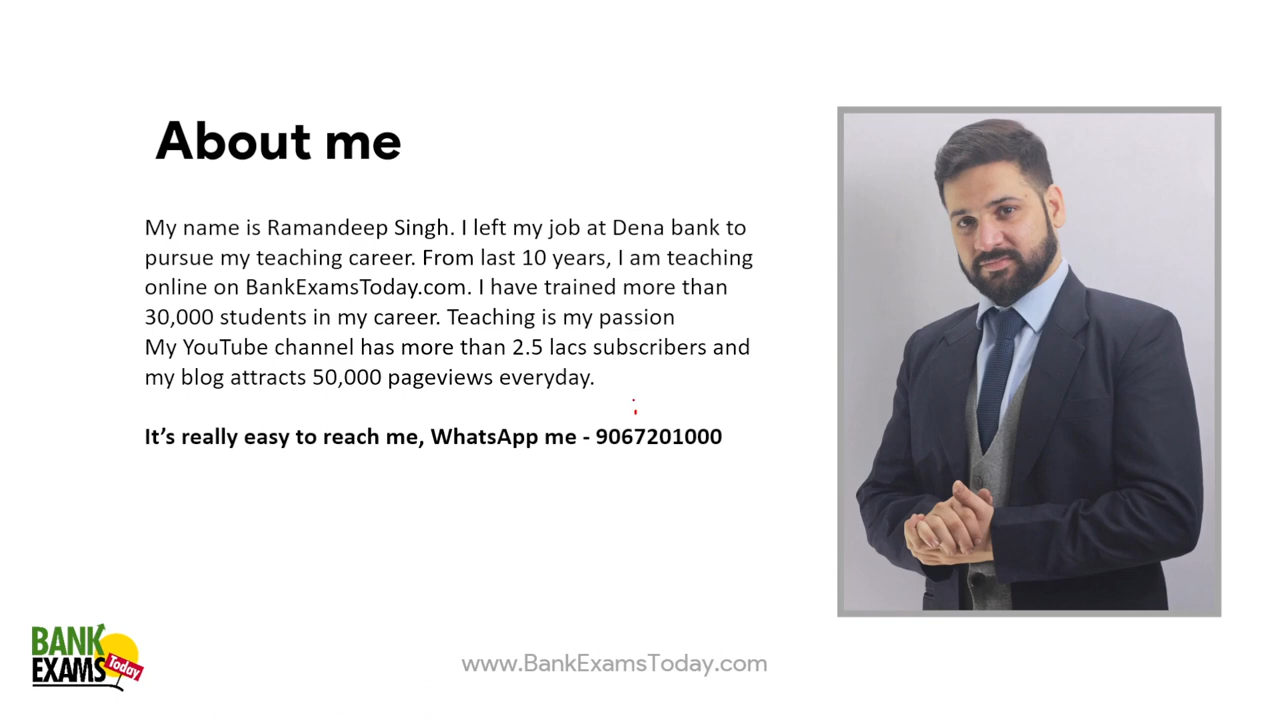 About me
My name is Ramandeep Singh. I left my job at Dena bank to
pursue my teaching career. From last 10 years, I am teaching
online on BankExamsToday.com. I have trained more than
30,000 students in my career. Teaching is my passion
My YouTube channel has more than 2.5 lacs subscribers and
my blog attracts 50,000 pageviews everyday.
It’s really easy to reach me, WhatsApp me - 9067201000
BANK
EXAMS
Today
www.BankExamsToday.com